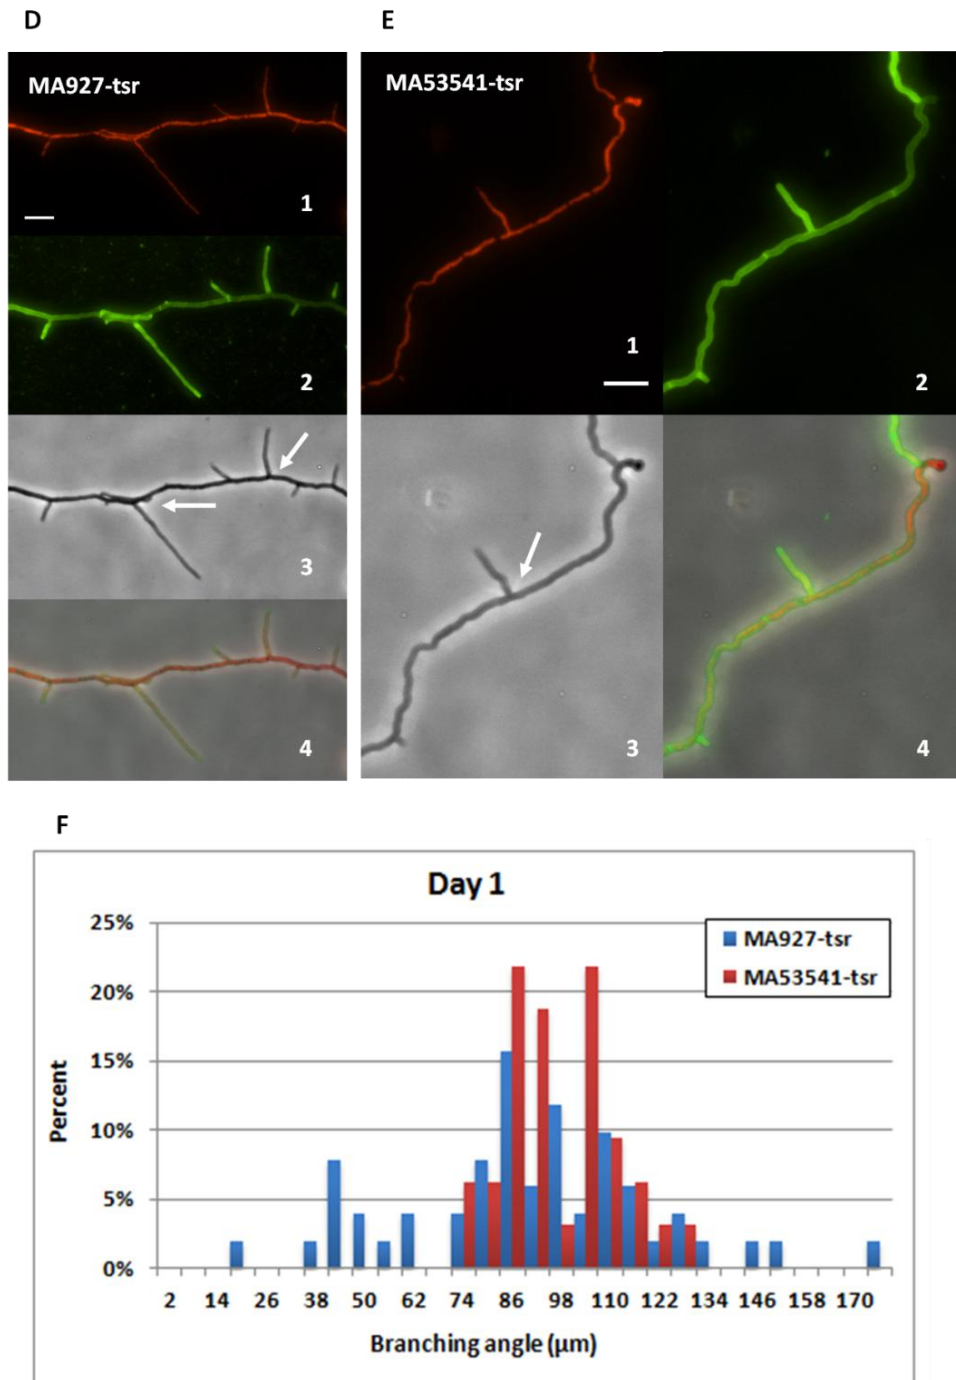 D
E
MA927-tsr
1
2
3
4
MA53541-tsr
1
2
3
4
F
Day 1
25%
20%
15%
10%
5%
0%
Percent
MA927-tsr
MA53541-tsr
2 14 26 38 50 62 74 86 98 110 122 134 146 158 170
Branching angle (µm)